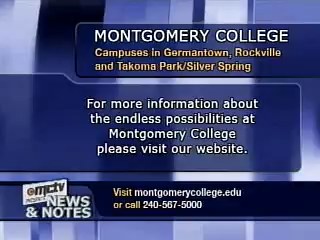 MONTGOMERY COLLEGE
Campuses in Germantown, Rockville
and Takoma Park/Silver Spring
For more information about
the endless possibilities at
Montgomery College
please visit our website.
mctv
NEWS
& NOTES
Visit montgomerycollege.edu
or call 240-567-5000